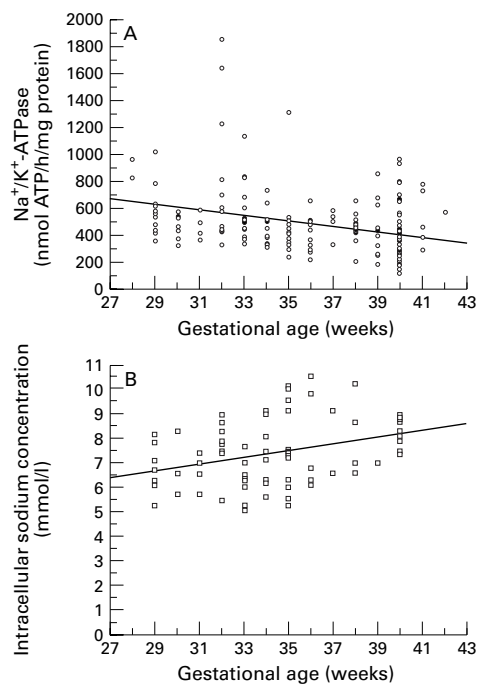 A
2000
1800
1600
1400
1200
1000
800
600
400
200
0
Na⁺/K⁺-ATPase
(nmol ATP/h/mg protein)
27 29 31 33 35 37 39 41 43
Gestational age (weeks)
B
11
10
9
8
7
6
5
4
3
2
1
0
Intracellular sodium concentration
(mmol/l)
27 29 31 33 35 37 39 41 43
Gestational age (weeks)